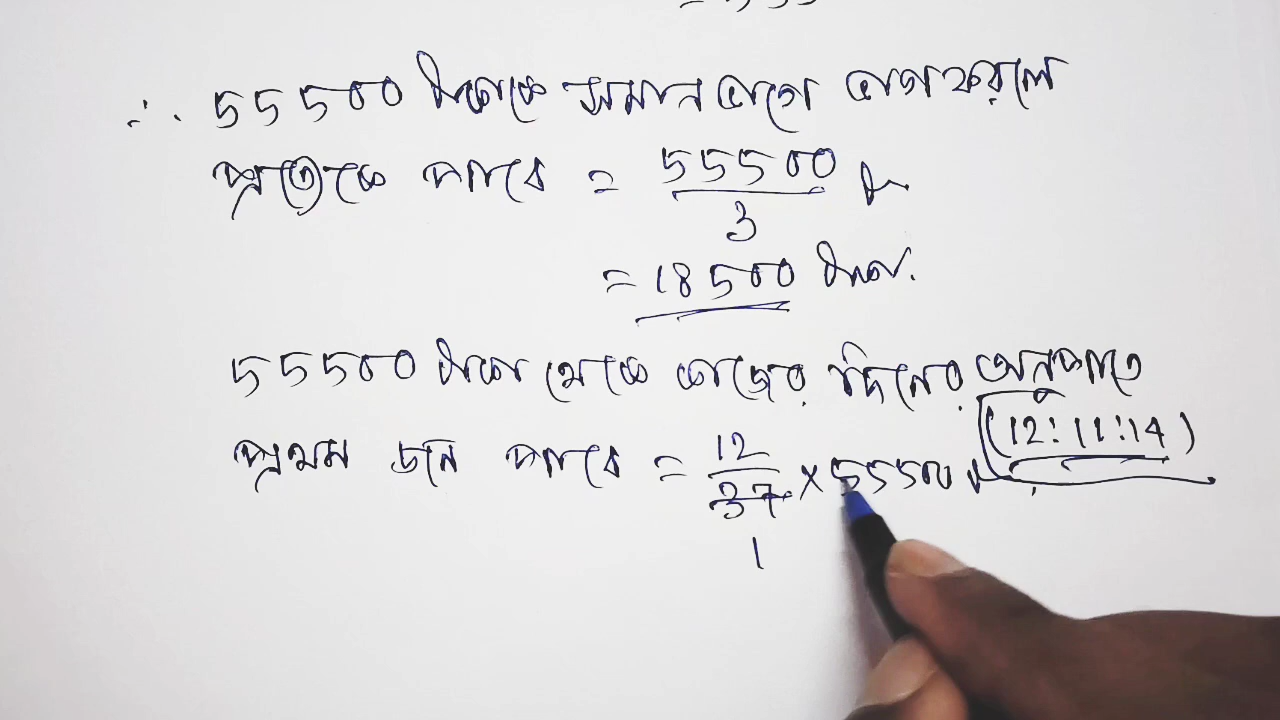 ∴ 55500 টাকাকে সমান ভাগে ভাগ করলে
প্রত্যেকে পাবে = 55500/3 টা
= 18500 টাকা.
55500 টাকা থেকে কাজের দিনের অনুপাতে
(12:11:14)
প্রথম জন পাবে = 12/37 × 55500
1